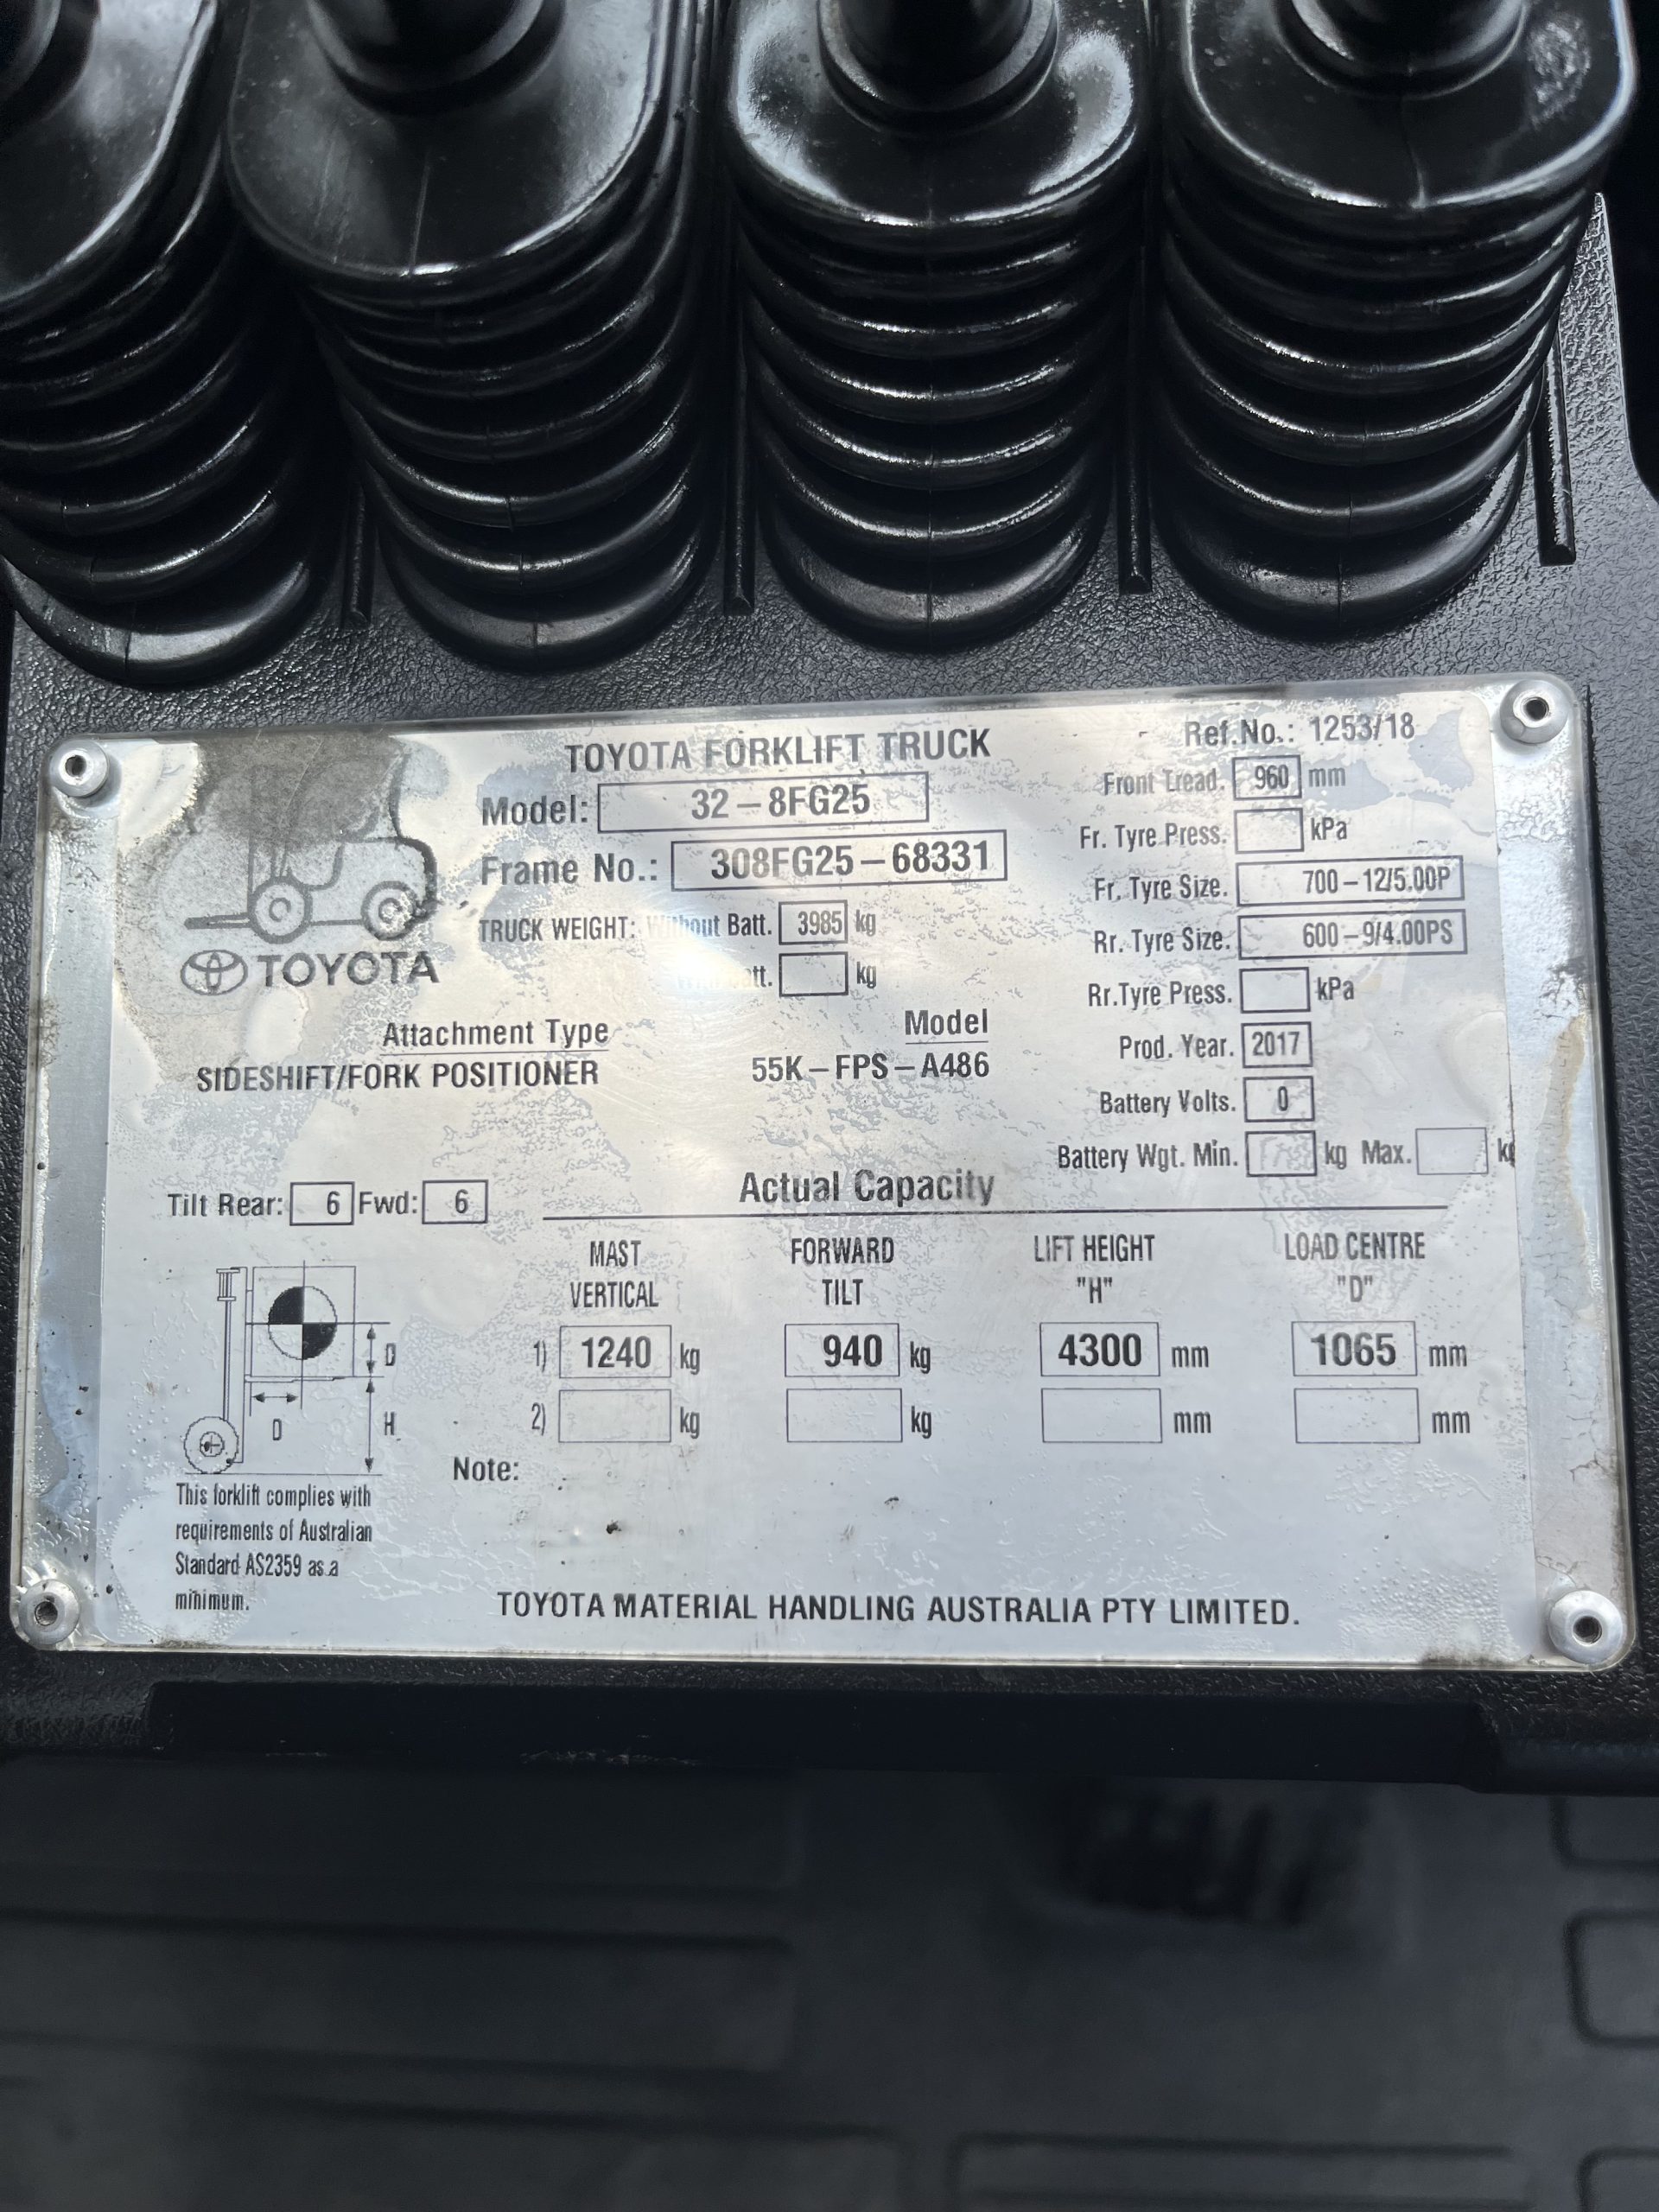 TOYOTA FORKLIFT TRUCK
Ref.No.: 1253/18
Model: 32-8FG25
Frame No.: 308FG25-68331
TRUCK WEIGHT: Without Batt. 3985 kg
tt. kg
TOYOTA
Front Tread. 960 mm
Fr. Tyre Press. kPa
Fr. Tyre Size. 700-12/5.00P
Rr. Tyre Size. 600-9/4.00PS
Rr.Tyre Press. kPa
Prod. Year. 2017
Battery Volts. 0
Battery Wgt. Min. kg Max. kg
Attachment Type Model
SIDESHIFT/FORK POSITIONER 55K-FPS-A486
Tilt Rear: 6 Fwd: 6
Actual Capacity
MAST VERTICAL
FORWARD TILT
LIFT HEIGHT "H"
LOAD CENTRE "D"
1) 1240 kg 940 kg 4300 mm 1065 mm
2) kg kg mm mm
D
D
H
Note:
This forklift complies with
requirements of Australian
Standard AS2359 as a
minimum.
TOYOTA MATERIAL HANDLING AUSTRALIA PTY LIMITED.